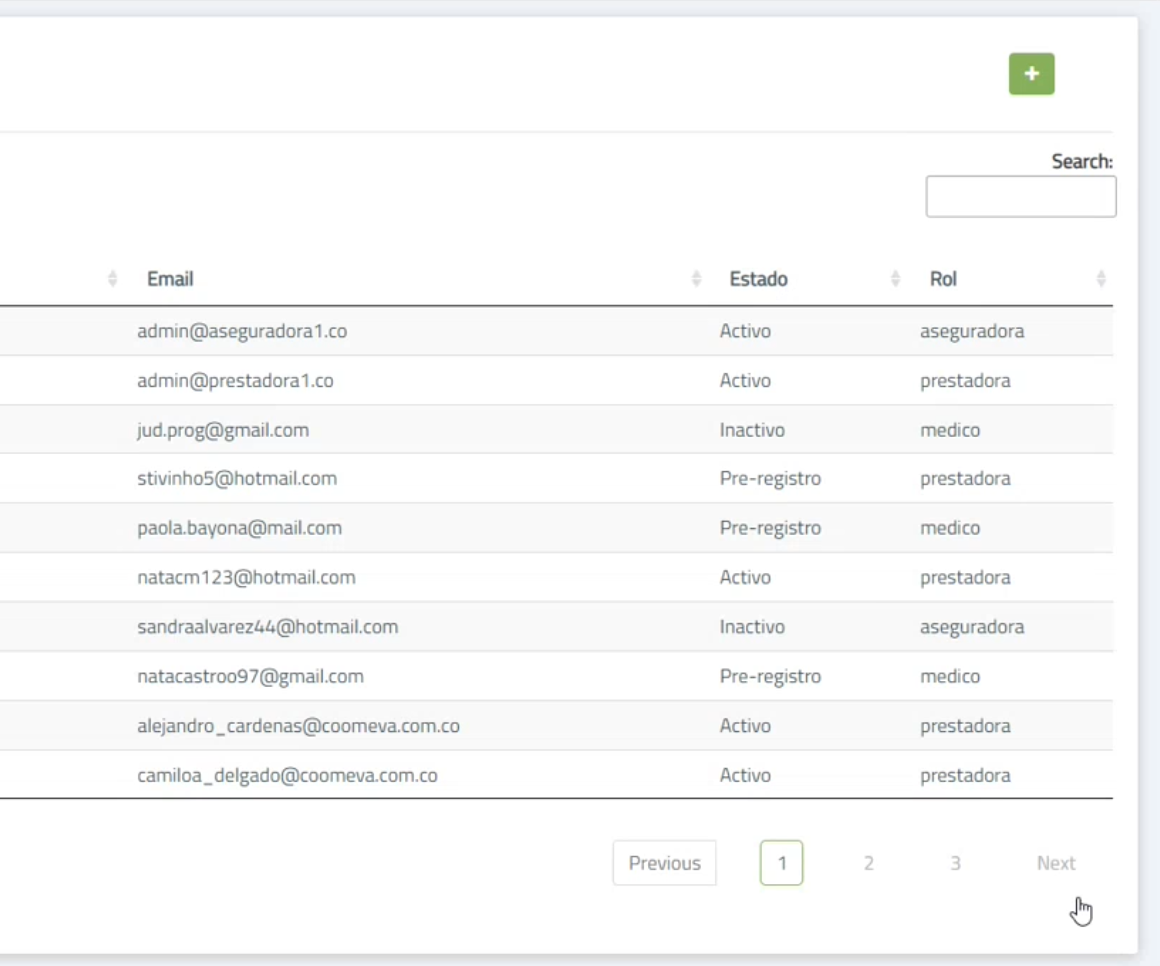 +
Search:
Email Estado Rol
admin@aseguradora1.co Activo aseguradora
admin@prestadora1.co Activo prestadora
jud.prog@gmail.com Inactivo medico
stivinho5@hotmail.com Pre-registro prestadora
paola.bayona@mail.com Pre-registro medico
natacm123@hotmail.com Activo prestadora
sandraalvarez44@hotmail.com Inactivo aseguradora
natacastroo97@gmail.com Pre-registro medico
alejandro_cardenas@coomeva.com.co Activo prestadora
camiloa_delgado@coomeva.com.co Activo prestadora
Previous 1 2 3 Next